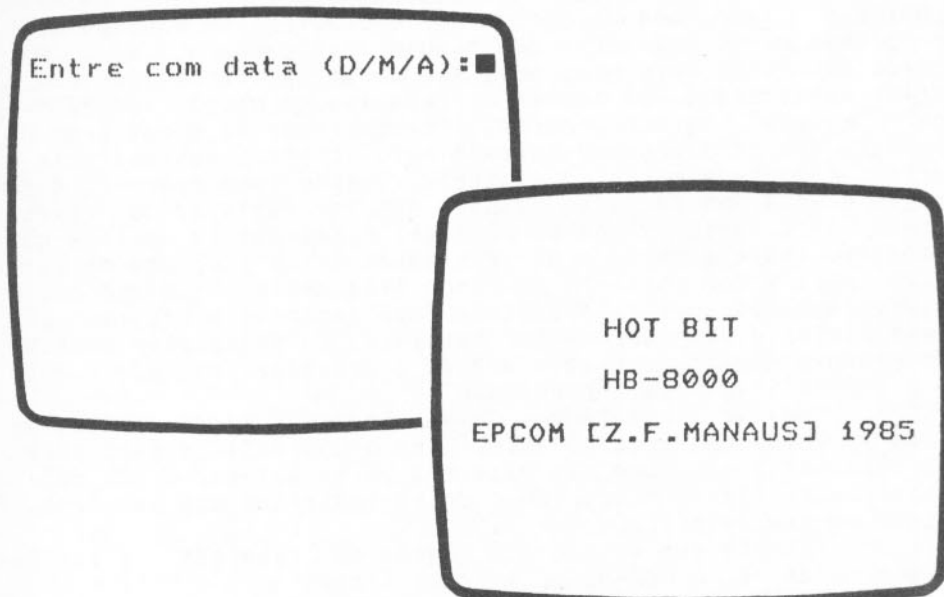 Entre com data (D/M/A):■
HOT BIT
HB-8000
EPCOM [Z.F.MANAUS] 1985